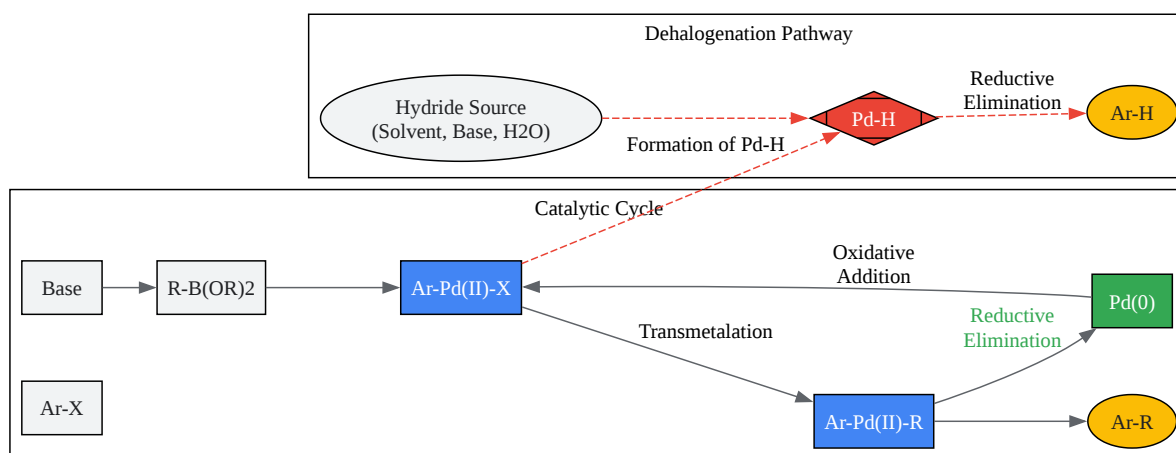 Dehalogenation Pathway
Hydride Source
(Solvent, Base, H2O)
Formation of Pd-H
Pd-H
Reductive
Elimination
Ar-H
Catalytic Cycle
Base
R-B(OR)2
Ar-Pd(II)-X
Oxidative
Addition
Pd(0)
Transmetalation
Reductive
Elimination
Ar-X
Ar-Pd(II)-R
Ar-R